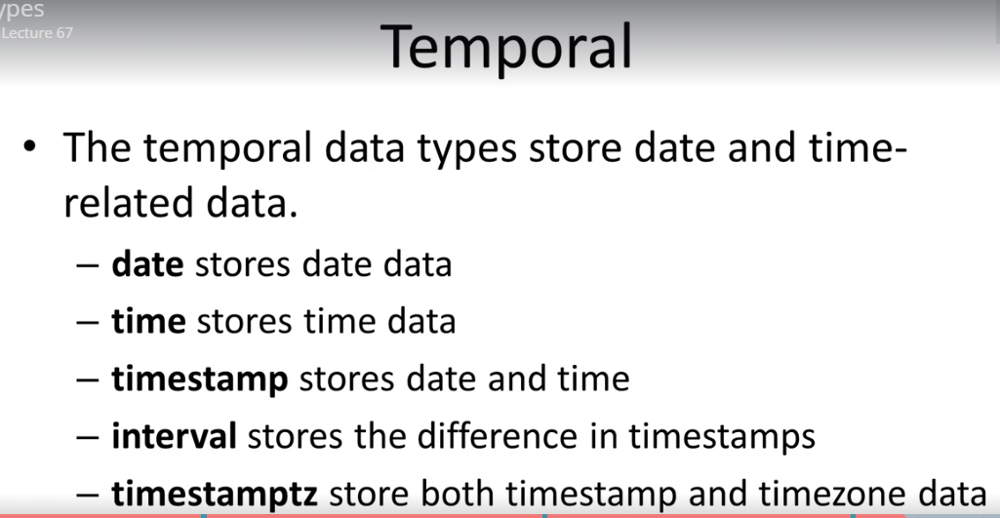 ypes
Lecture 67
Temporal
• The temporal data types store date and time-
related data.
– date stores date data
– time stores time data
– timestamp stores date and time
– interval stores the difference in timestamps
– timestamptz store both timestamp and timezone data